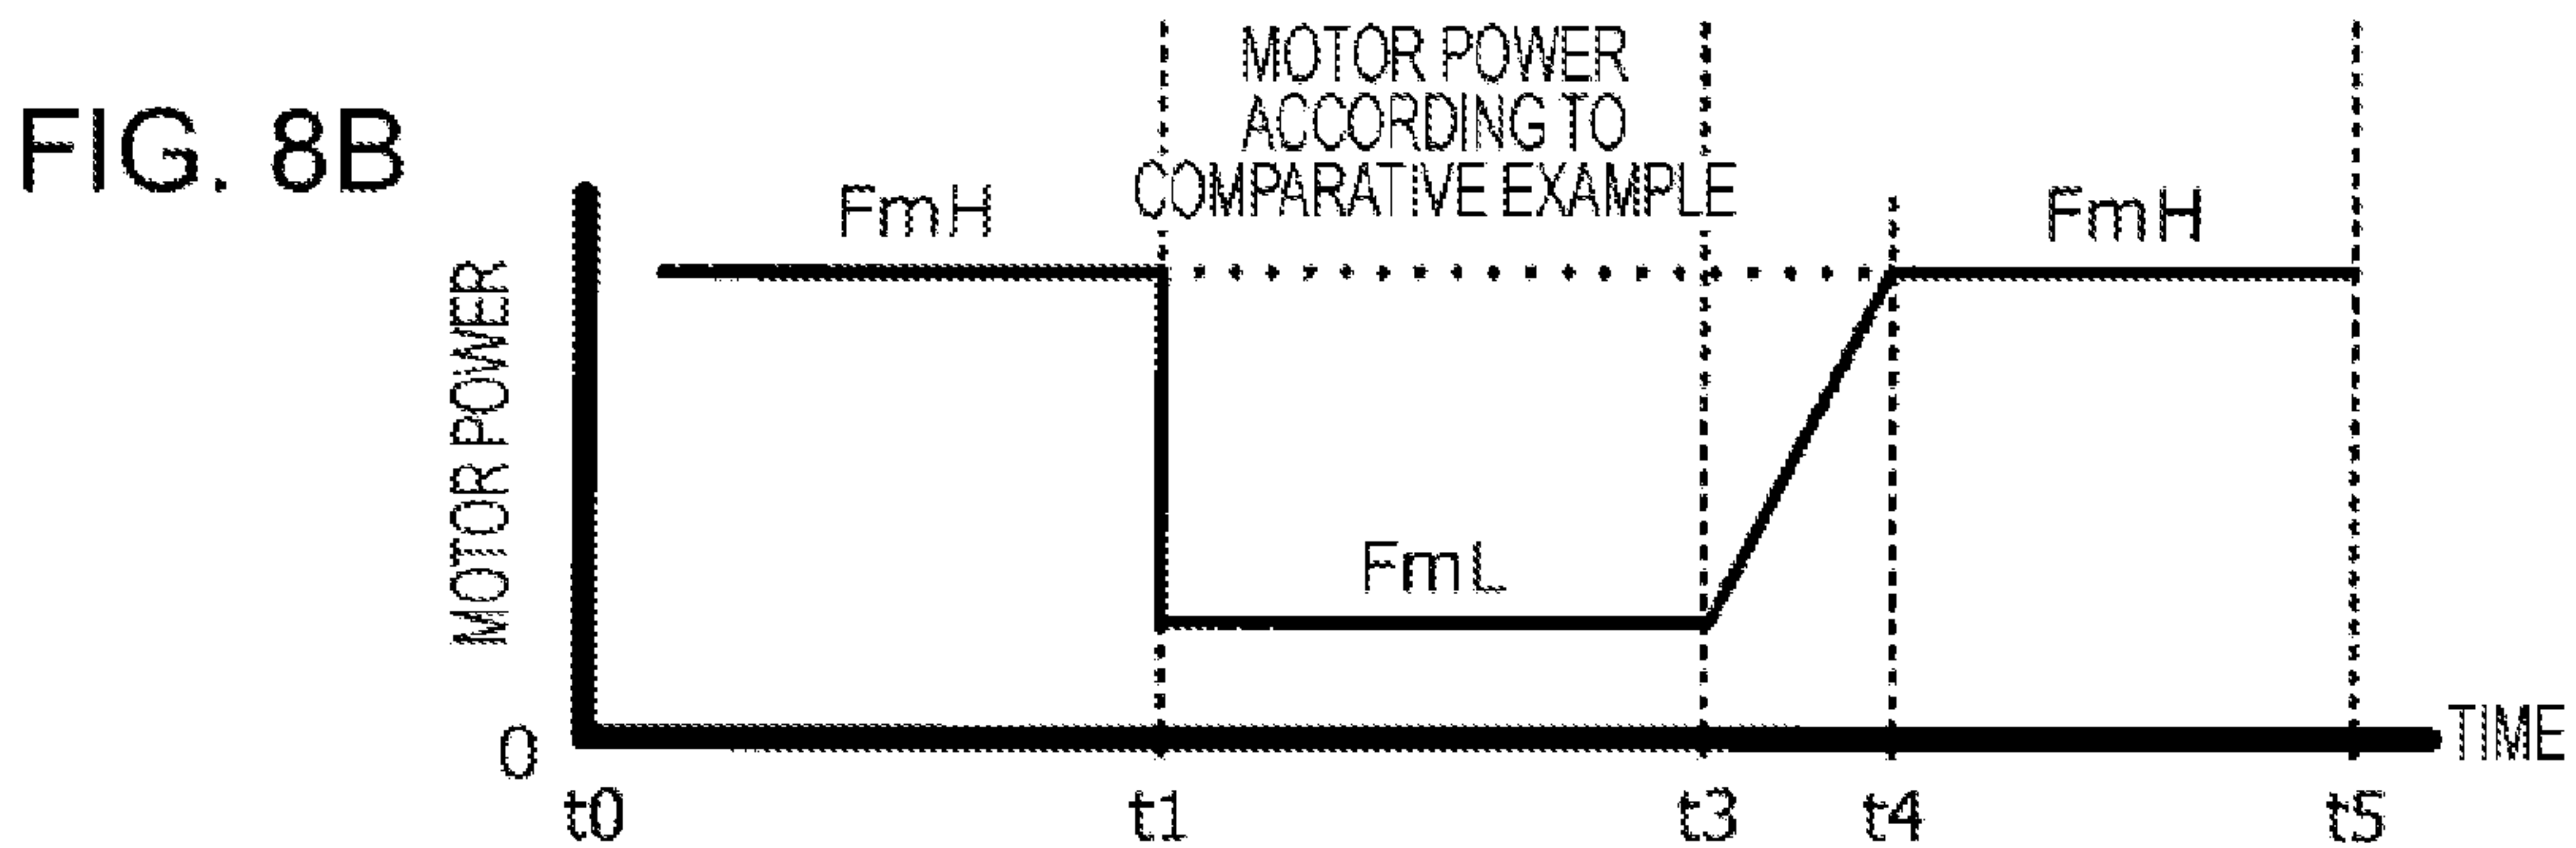 FIG. 8B
MOTOR POWER
ACCORDING TO
COMPARATIVE EXAMPLE
FmH
FmH
MOTOR POWER
FmL
0
TIME
t0
t1
t3
t4
t5